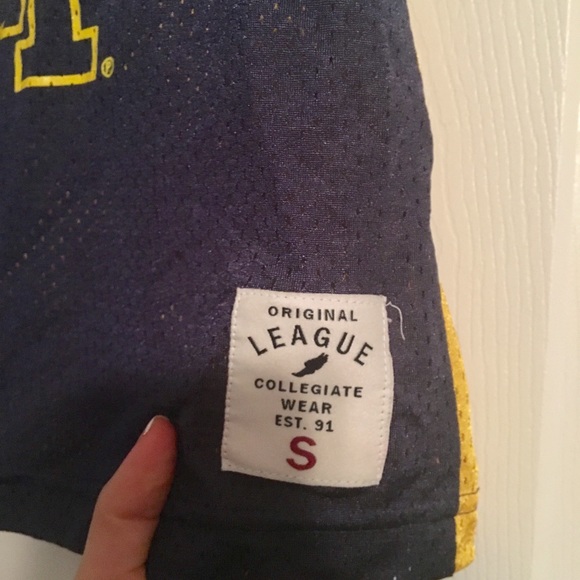 ORIGINAL
LEAGUE
COLLEGIATE
WEAR
EST. 91
S